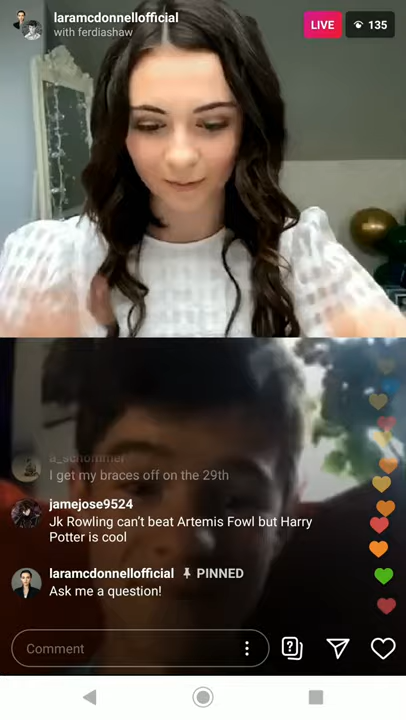 laramcdonnellofficial
with ferdiashaw
LIVE
135
a_schommer
I get my braces off on the 29th
jamejose9524
Jk Rowling can't beat Artemis Fowl but Harry
Potter is cool
laramcdonnellofficial PINNED
Ask me a question!
Comment